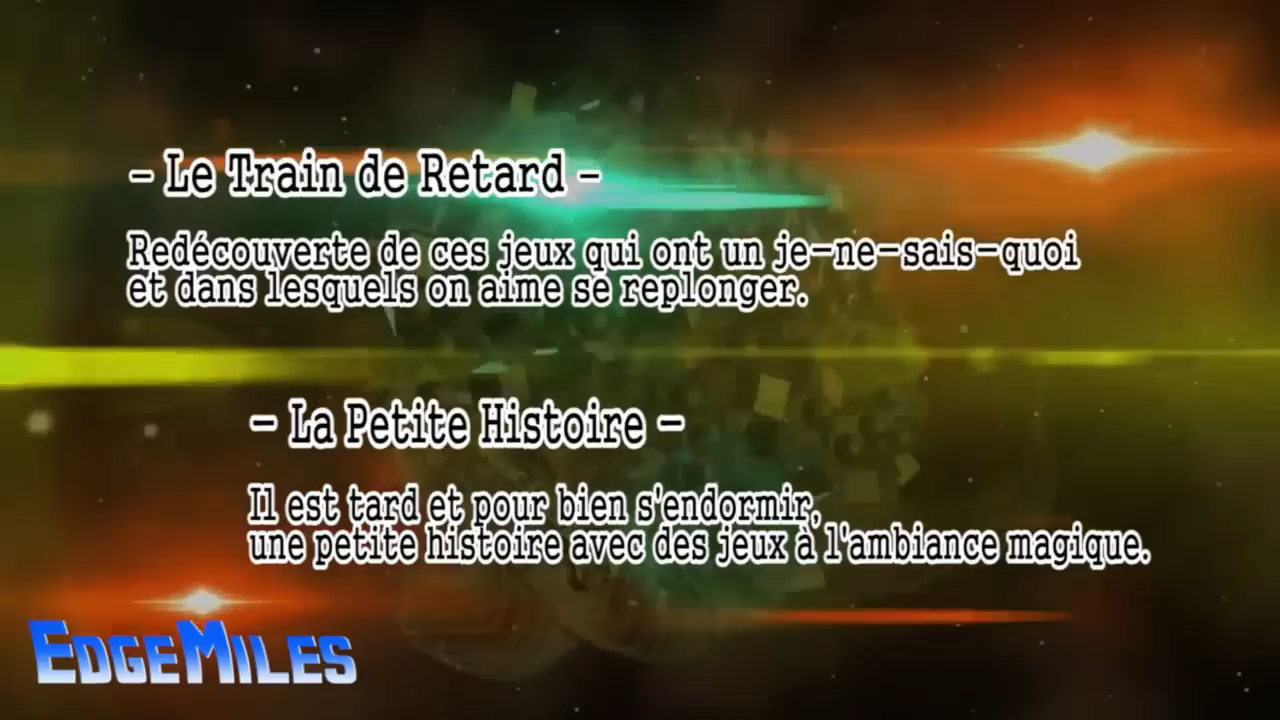 – Le Train de Retard –
Redécouverte de ces jeux qui ont un je-ne-sais-quoi
et dans lesquels on aime se replonger.
– La Petite Histoire –
Il est tard et pour bien s'endormir,
une petite histoire avec des jeux à l'ambiance magique.
EDGEMILES